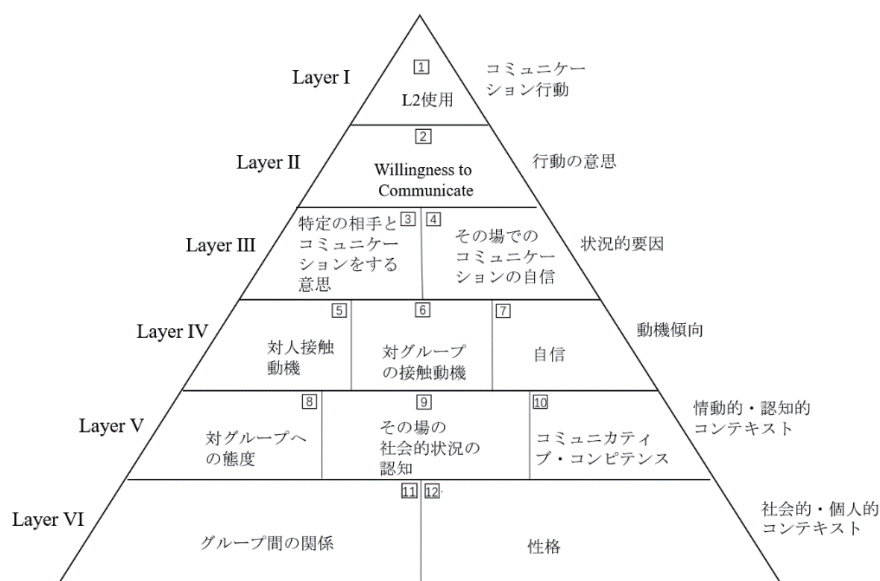 1
Layer I
コミュニケー
ション行動
L2使用
2
Layer II
行動の意思
Willingness to
Communicate
3
4
特定の相手と
コミュニケー
ションをする
意思
その場での
コミュニケー
ションの自信
Layer III
状況的要因
5
6
7
Layer IV
動機傾向
対人接触
動機
対グループ
の接触動機
自信
8
9
10
Layer V
情動的・認知的
コンテキスト
対グループへ
の態度
その場の
社会的状況の
認知
コミュニカティ
ブ・コンピテンス
11
12
Layer VI
社会的・個人的
コンテキスト
グループ間の関係
性格